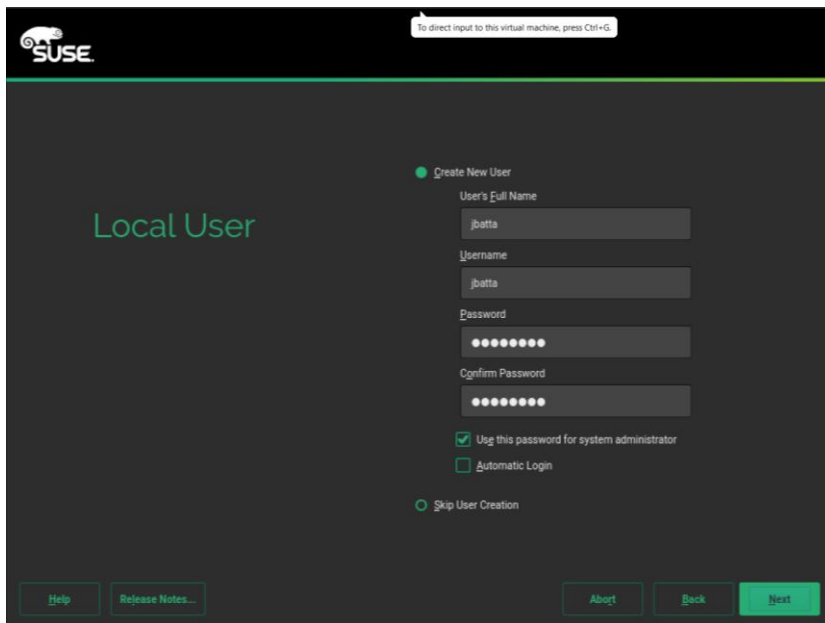 To direct input to this virtual machine, press Ctrl+G.
SUSE.
Local User
Create New User
User's Full Name
jbatta
Username
jbatta
Password
●●●●●●●●
Confirm Password
●●●●●●●●
Use this password for system administrator
Automatic Login
Skip User Creation
Help
Release Notes...
Abort
Back
Next